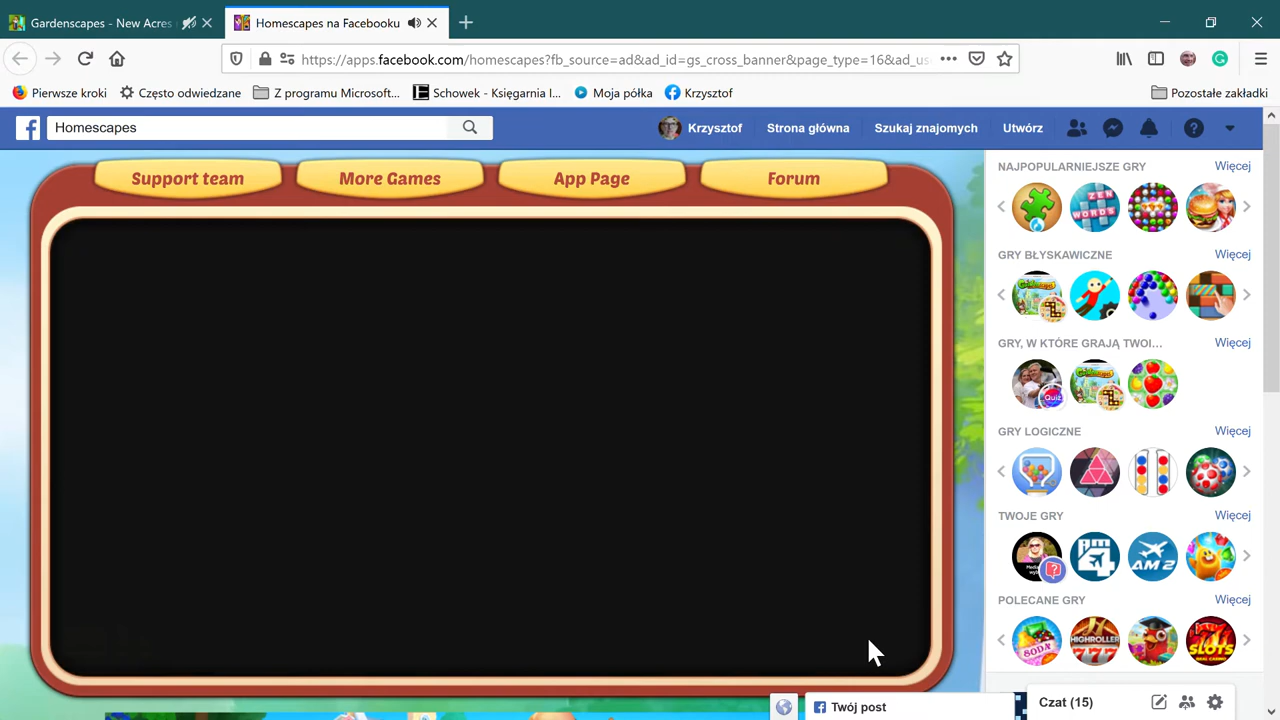 Gardenscapes - New Acres
Homescapes na Facebooku
https://apps.facebook.com/homescapes?fb_source=ad&ad_id=gs_cross_banner&page_type=16&ad_us
Pierwsze kroki
Często odwiedzane
Z programu Microsoft...
Schowek - Księgarnia I...
Moja półka
Krzysztof
Pozostałe zakładki
Homescapes
Krzysztof
Strona główna
Szukaj znajomych
Utwórz
Support team
More Games
App Page
Forum
NAJPOPULARNIEJSZE GRY
Więcej
ZEN
WORDS
GRY BŁYSKAWICZNE
Więcej
GRY, W KTÓRE GRAJĄ TWOI...
Więcej
Quiz
GRY LOGICZNE
Więcej
TWOJE GRY
Więcej
AM4
AM 2
POLECANE GRY
Więcej
SODA
HIGHROLLER
777
SLOTS
Twój post
Czat (15)